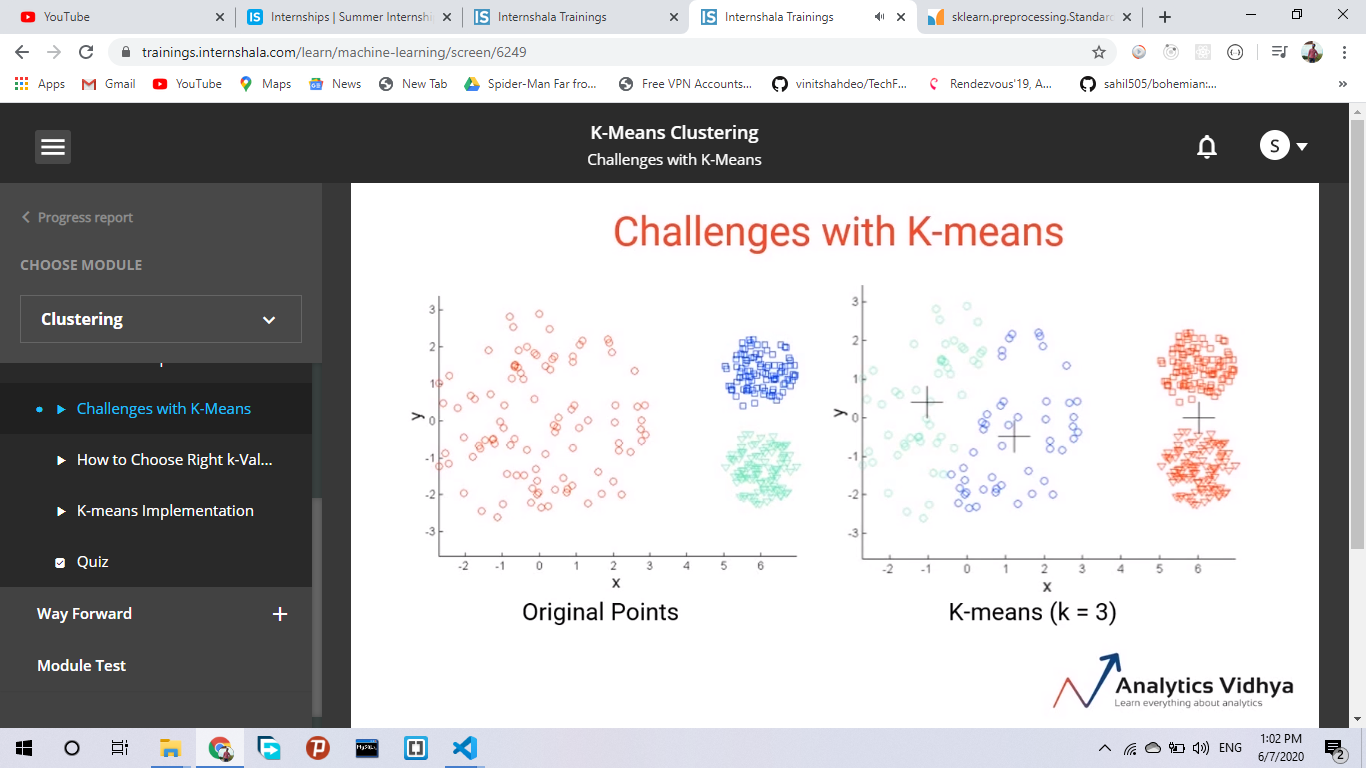 YouTube
Internships | Summer Internshi
Internshala Trainings
Internshala Trainings
sklearn.preprocessing.Standard
trainings.internshala.com/learn/machine-learning/screen/6249
Apps
Gmail
YouTube
Maps
News
New Tab
Spider-Man Far fro...
Free VPN Accounts...
vinitshahdeo/TechF...
Rendezvous'19, A...
sahil505/bohemian:...
»
K-Means Clustering
Challenges with K-Means
S
Progress report
CHOOSE MODULE
Clustering
Challenges with K-Means
How to Choose Right k-Val...
K-means Implementation
Quiz
Way Forward
Module Test
Challenges with K-means
3
2
1
0
-1
-2
-3
y
-2 -1 0 1 2 3 4 5 6
x
Original Points
3
2
1
0
-1
-2
-3
y
-2 -1 0 1 2 3 4 5 6
x
K-means (k = 3)
Analytics Vidhya
Learn everything about analytics
MySQL
ENG
1:02 PM
6/7/2020
2